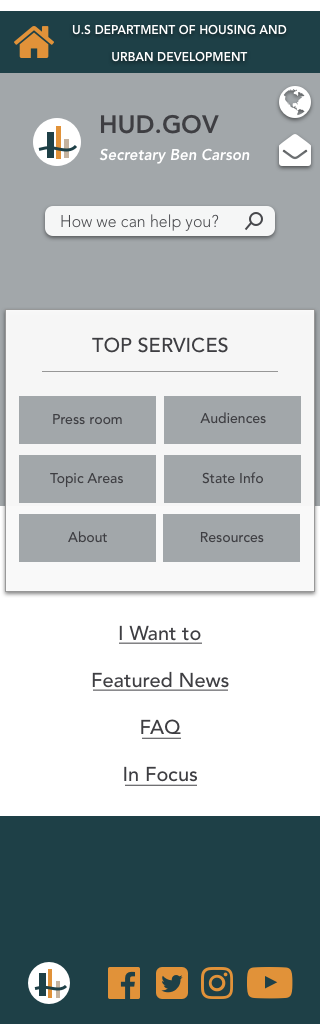 U.S DEPARTMENT OF HOUSING AND
URBAN DEVELOPMENT
HUD.GOV
Secretary Ben Carson
How we can help you?
TOP SERVICES
Press room
Audiences
Topic Areas
State Info
About
Resources
I Want to
Featured News
FAQ
In Focus